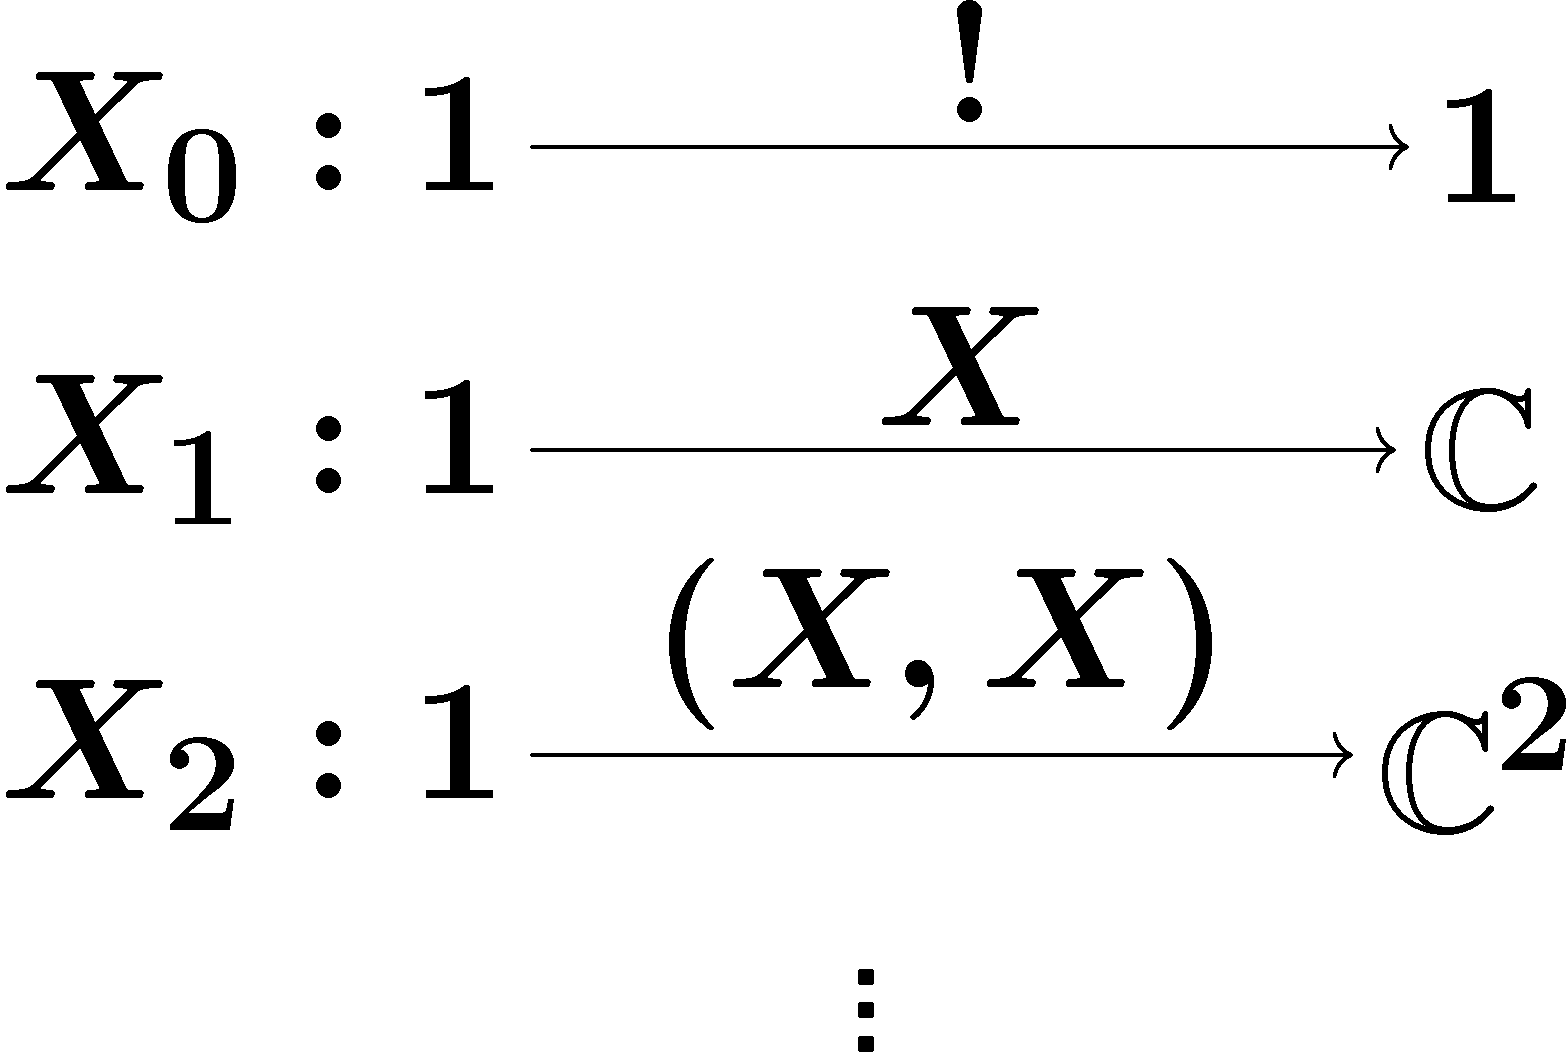 X₀ : 1 —!→ 1
X₁ : 1 —X→ ℂ
X₂ : 1 —(X, X)→ ℂ²
⋮